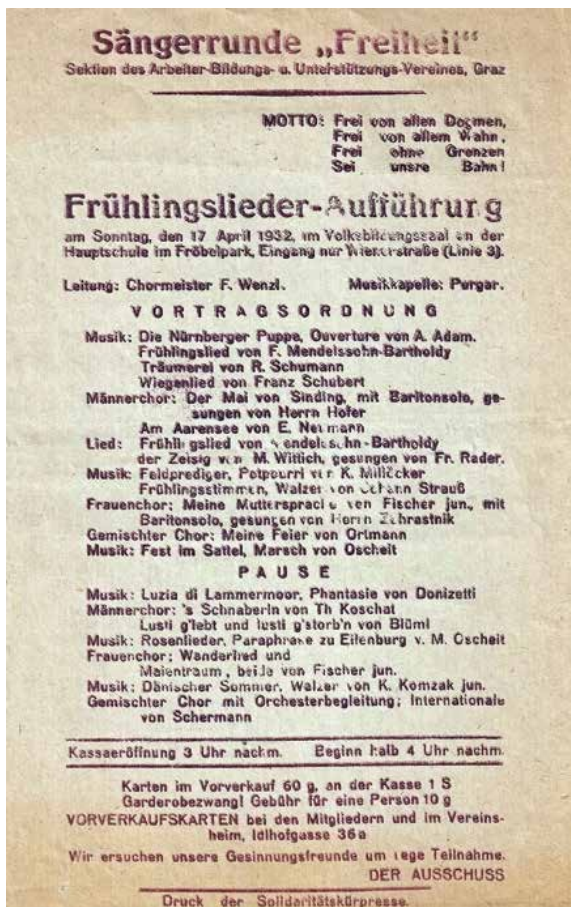 Sängerrunde „Freiheit“
Sektion des Arbeiter-Bildungs- u. Unterstützungs-Vereines, Graz
MOTTO: Frei von allen Dogmen,
Frei von allem Wahn,
Frei ohne Grenzen
Sei unsre Bahn!
Frühlingslieder-Aufführung
am Sonntag, den 17 April 1932, im Volksbildungssaal an der
Hauptschule im Fröbelpark, Eingang nur Wienerstraße (Linie 3).
Leitung: Chormeister F. Wenzl. Musikkapelle: Purgar.
VORTRAGSORDNUNG
Musik: Die Nürnberger Puppe, Ouverture von A. Adam.
Frühlingslied von F. Mendelssohn-Bartholdy
Träumerei von R. Schumann
Wiegenlied von Franz Schubert
Männerchor: Der Mai von Sinding, mit Baritonsolo, ge-
sungen von Herrn Hofer
Am Aarensee von E. Neumann
Lied: Frühlingslied von Mendelssohn-Bartholdy
der Zeisig von M. Wittich, gesungen von Fr. Rader.
Musik: Feldprediger, Potpourri von K. Millöcker
Frühlingsstimmen, Walzer von Johann Strauß
Frauenchor: Meine Muttersprache von Fischer jun., mit
Baritonsolo, gesungen von Herrn Zehrastnik
Gemischter Chor: Meine Feier von Ortmann
Musik: Fest im Sattel, Marsch von Oscheit
PAUSE
Musik: Luzia di Lammermoor, Phantasie von Donizetti
Männerchor: 's Schnaberln von Th Koschat
Lusti g'lebt und lusti g'storb'n von Blüml
Musik: Rosenlieder, Paraphrase zu Eilenburg v. M. Oscheit
Frauenchor: Wanderlied und
Maientraum, beide von Fischer jun.
Musik: Dänischer Sommer, Walzer von K. Komzak jun.
Gemischter Chor mit Orchesterbegleitung: Internationale
von Schermann
Kassaeröffnung 3 Uhr nachm. Beginn halb 4 Uhr nachm.
Karten im Vorverkauf 60 g, an der Kasse 1 S
Garderobezwang! Gebühr für eine Person 10 g
VORVERKAUFSKARTEN bei den Mitgliedern und im Vereins-
heim, Idlhofgasse 36a
Wir ersuchen unsere Gesinnungsfreunde um rege Teilnahme.
DER AUSSCHUSS
Druck der Solidaritätskürpresse.